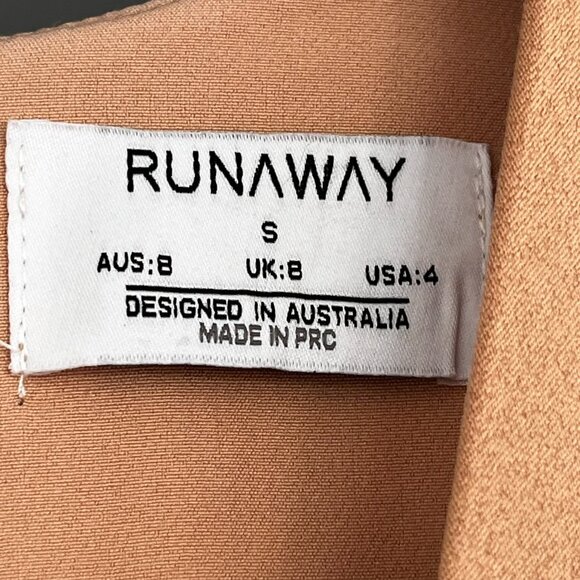 RUNAWAY
S
AUS:8 UK:8 USA:4
DESIGNED IN AUSTRALIA
MADE IN PRC